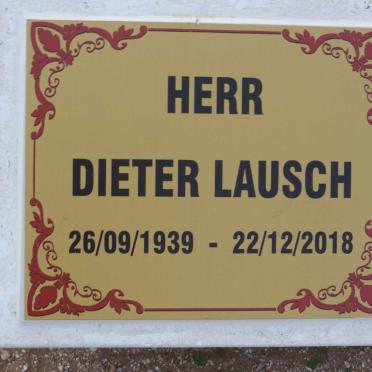 HERR
DIETER LAUSCH
26/09/1939 - 22/12/2018